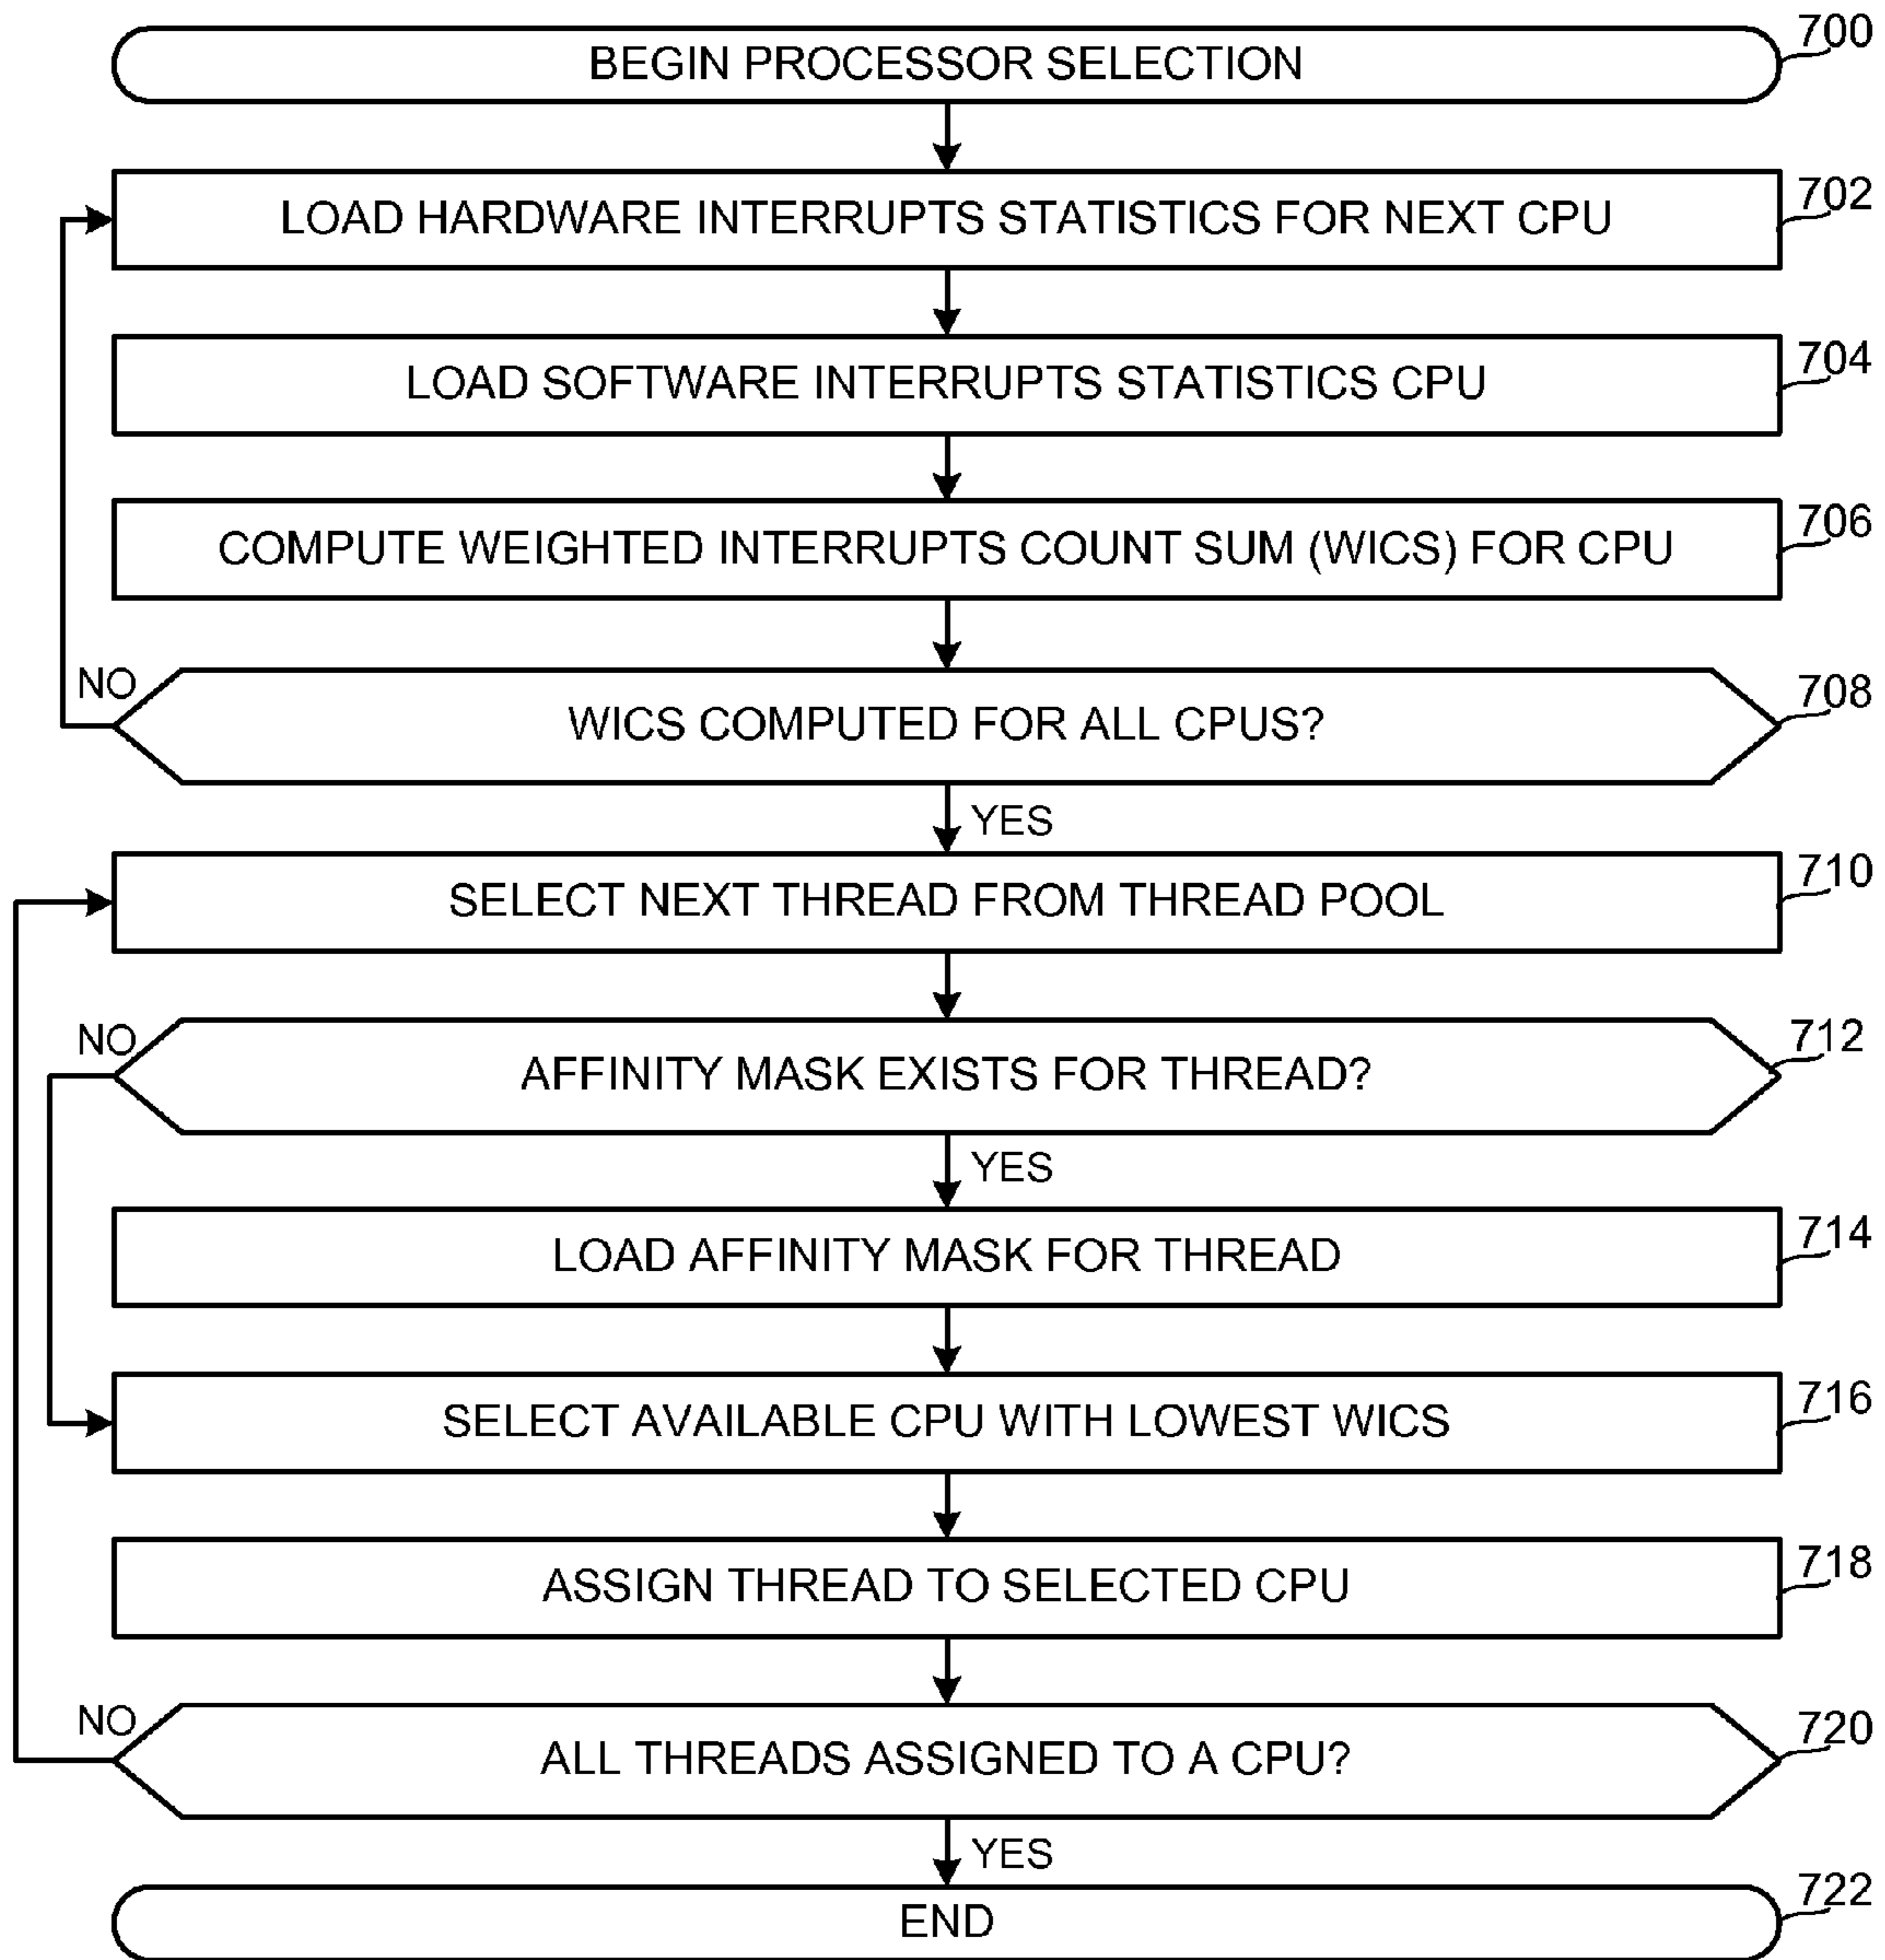 BEGIN PROCESSOR SELECTION
700
LOAD HARDWARE INTERRUPTS STATISTICS FOR NEXT CPU
702
LOAD SOFTWARE INTERRUPTS STATISTICS CPU
704
COMPUTE WEIGHTED INTERRUPTS COUNT SUM (WICS) FOR CPU
706
NO
WICS COMPUTED FOR ALL CPUS?
708
YES
SELECT NEXT THREAD FROM THREAD POOL
710
NO
AFFINITY MASK EXISTS FOR THREAD?
712
YES
LOAD AFFINITY MASK FOR THREAD
714
SELECT AVAILABLE CPU WITH LOWEST WICS
716
ASSIGN THREAD TO SELECTED CPU
718
NO
ALL THREADS ASSIGNED TO A CPU?
720
YES
END
722